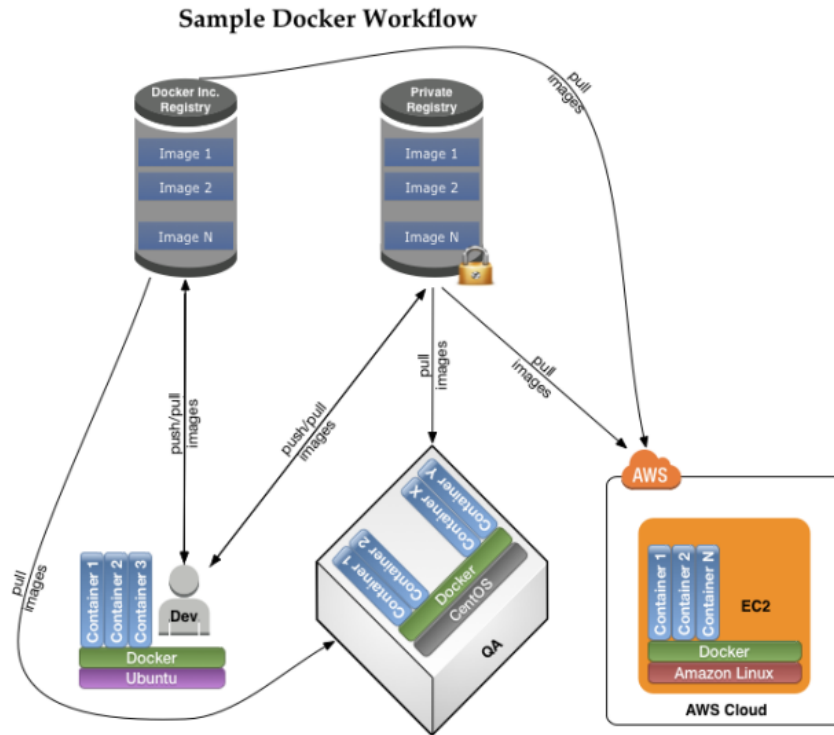 Sample Docker Workflow
Docker Inc.
Registry
Image 1
Image 2
Image N
Private
Registry
Image 1
Image 2
Image N
pull
images
push/pull
images
push/pull
images
pull
images
pull
images
pull
images
Container 1
Container 2
Container 3
Dev
Docker
Ubuntu
Container 1
Container 2
Container X
Container Y
Docker
CentOS
QA
AWS
Container 1
Container 2
Container N
EC2
Docker
Amazon Linux
AWS Cloud